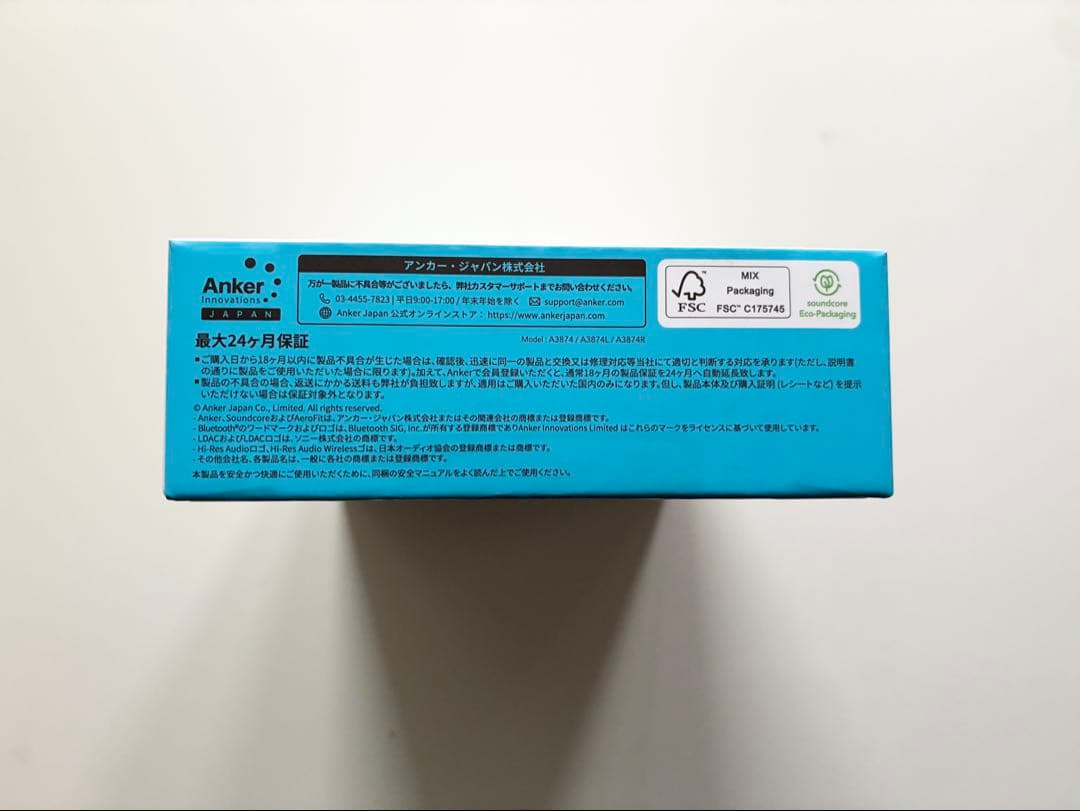 Anker
Innovations
JAPAN
アンカー・ジャパン株式会社
万が一製品に不具合等がございましたら、弊社カスタマーサポートまでお問い合わせください。
03-4455-7823 | 平日9:00-17:00 / 年末年始を除く support@anker.com
Anker Japan 公式オンラインストア： https://www.ankerjapan.com
FSC™
MIX
Packaging
FSC™ C175745
soundcore
Eco-Packaging
最大24ヶ月保証
Model : A3874 / A3874L / A3874R
■ご購入日から18ヶ月以内に製品不具合が生じた場合は、確認後、迅速に同一の製品と交換又は修理対応等当社にて適切と判断する対応を承ります(ただし、説明書
の通りに製品をご使用いただいた場合に限ります)。加えて、Ankerで会員登録いただくと、通常18ヶ月の製品保証を24ヶ月へ自動延長致します。
■製品の不具合の場合、返送にかかる送料も弊社が負担致しますが、適用はご購入いただいた国内のみになります。但し、製品本体及び購入証明 (レシートなど) を提示
いただけない場合は保証対象外となります。
© Anker Japan Co., Limited. All rights reserved.
- Anker、SoundcoreおよびAeroFitは、アンカー・ジャパン株式会社またはその関連会社の商標または登録商標です。
- Bluetooth®のワードマークおよびロゴは、Bluetooth SIG, Inc.が所有する登録商標でありAnker Innovations Limited はこれらのマークをライセンスに基づいて使用しています。
- LDACおよびLDACロゴは、ソニー株式会社の商標です。
- Hi-Res Audioロゴ、Hi-Res Audio Wirelessゴは、日本オーディオ協会の登録商標または商標です。
- その他会社名、各製品名は、一般に各社の商標または登録商標です。
本製品を安全かつ快適にご使用いただくために、同梱の安全マニュアルをよく読んだ上でご使用ください。